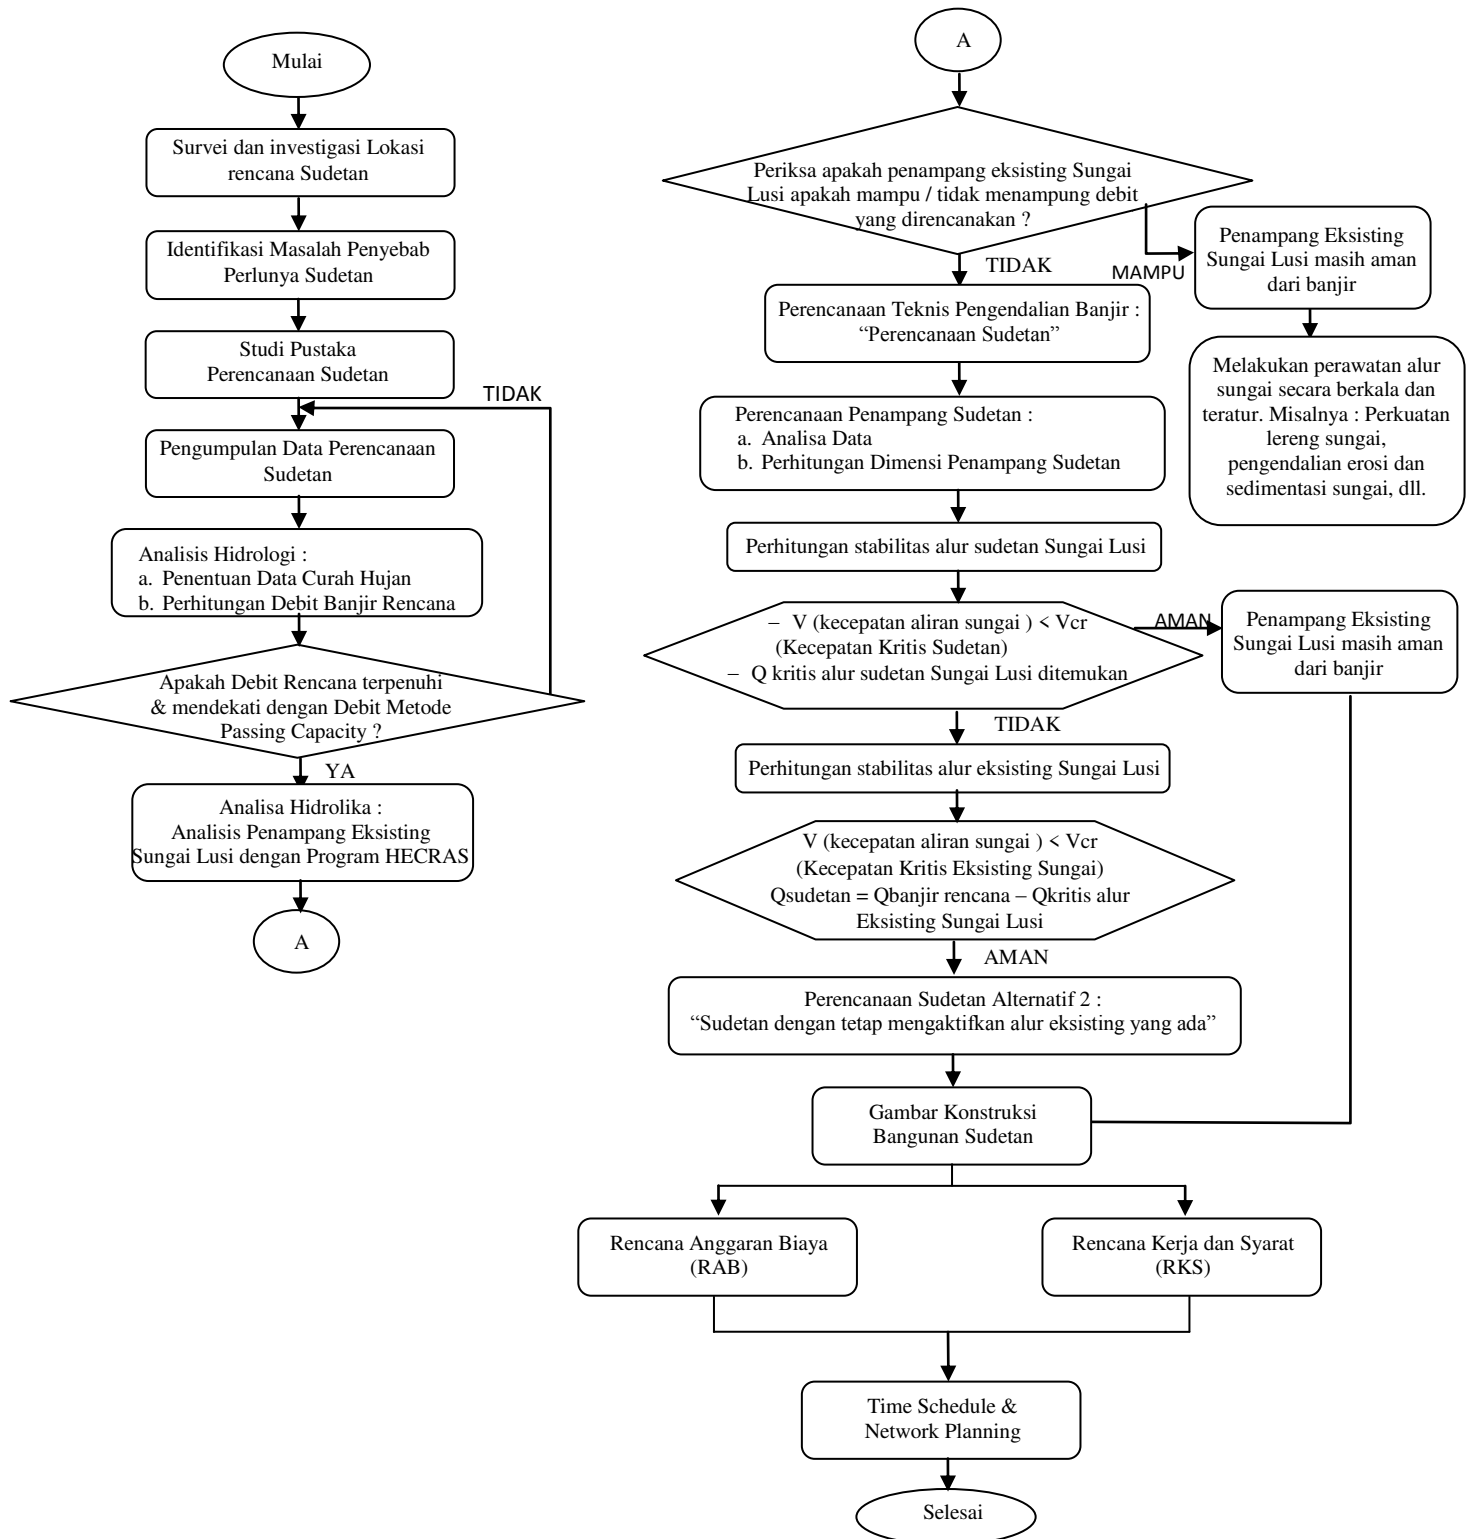 Mulai
Survei dan investigasi Lokasi
rencana Sudetan
Identifikasi Masalah Penyebab
Perlunya Sudetan
Studi Pustaka
Perencanaan Sudetan
TIDAK
Pengumpulan Data Perencanaan
Sudetan
Analisis Hidrologi :
a. Penentuan Data Curah Hujan
b. Perhitungan Debit Banjir Rencana
Apakah Debit Rencana terpenuhi
& mendekati dengan Debit Metode
Passing Capacity ?
YA
Analisa Hidrolika :
Analisis Penampang Eksisting
Sungai Lusi dengan Program HECRAS
A
A
Periksa apakah penampang eksisting Sungai
Lusi apakah mampu / tidak menampung debit
yang direncanakan ?
TIDAK
MAMPU
Penampang Eksisting
Sungai Lusi masih aman
dari banjir
Melakukan perawatan alur
sungai secara berkala dan
teratur. Misalnya : Perkuatan
lereng sungai,
pengendalian erosi dan
sedimentasi sungai, dll.
Perencanaan Teknis Pengendalian Banjir :
“Perencanaan Sudetan”
Perencanaan Penampang Sudetan :
a. Analisa Data
b. Perhitungan Dimensi Penampang Sudetan
Perhitungan stabilitas alur sudetan Sungai Lusi
– V (kecepatan aliran sungai ) < Vcr
(Kecepatan Kritis Sudetan)
– Q kritis alur sudetan Sungai Lusi ditemukan
AMAN
Penampang Eksisting
Sungai Lusi masih aman
dari banjir
TIDAK
Perhitungan stabilitas alur eksisting Sungai Lusi
V (kecepatan aliran sungai ) < Vcr
(Kecepatan Kritis Eksisting Sungai)
Qsudetan = Qbanjir rencana – Qkritis alur
Eksisting Sungai Lusi
AMAN
Perencanaan Sudetan Alternatif 2 :
“Sudetan dengan tetap mengaktifkan alur eksisting yang ada”
Gambar Konstruksi
Bangunan Sudetan
Rencana Anggaran Biaya
(RAB)
Rencana Kerja dan Syarat
(RKS)
Time Schedule &
Network Planning
Selesai